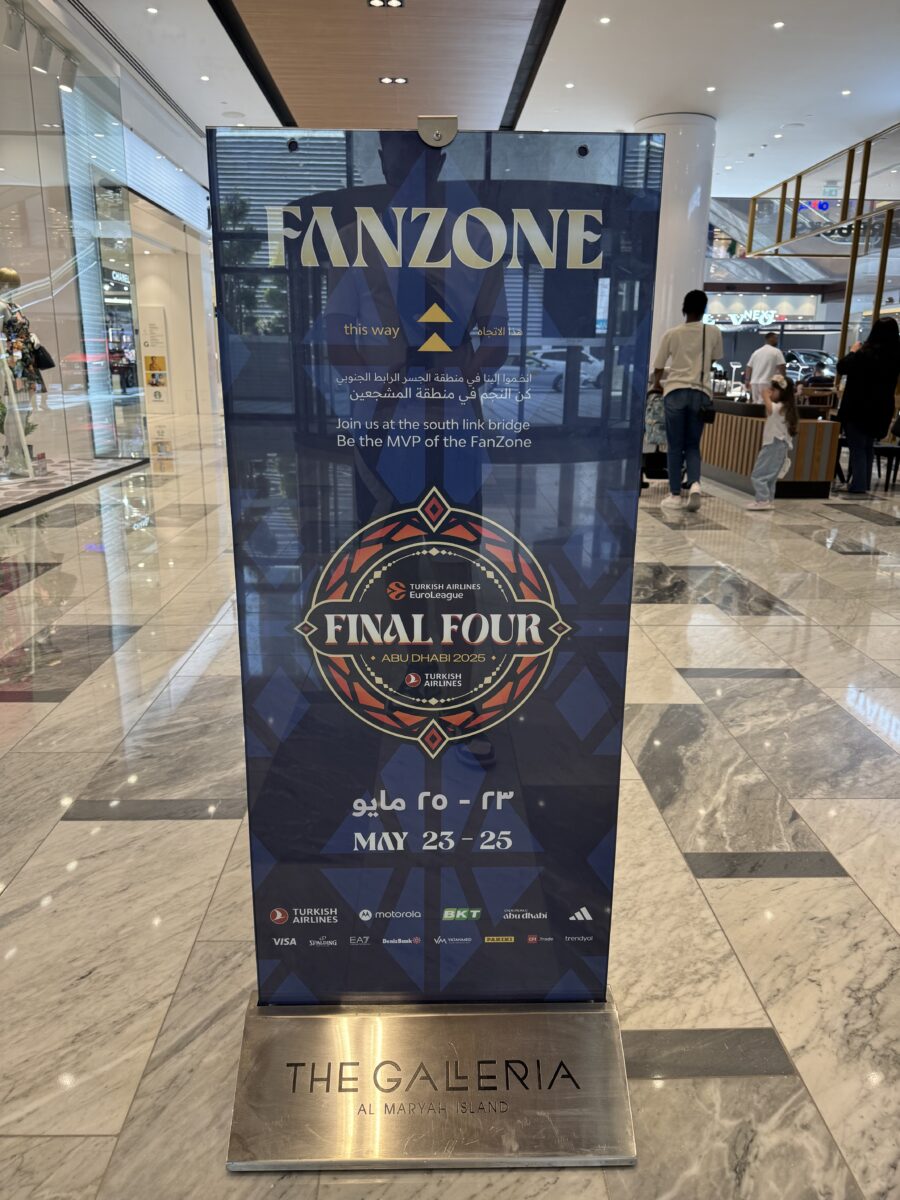 FANZONE
this way
هذا الاتجاه
انضموا إلينا في منطقة الجسر الرابط الجنوبي
كن النجم في منطقة المشجعين
Join us at the south link bridge
Be the MVP of the FanZone
TURKISH AIRLINES
EuroLeague
FINAL FOUR
ABU DHABI 2025
TURKISH
AIRLINES
٢٣ - ٢٥ مايو
MAY 23 - 25
TURKISH AIRLINES motorola BKT abu dhabi
VISA SPALDING EA7 DenizBank PANINI trendyol
THE GALLERIA
AL MARYAH ISLAND
CHANEL
NEXT